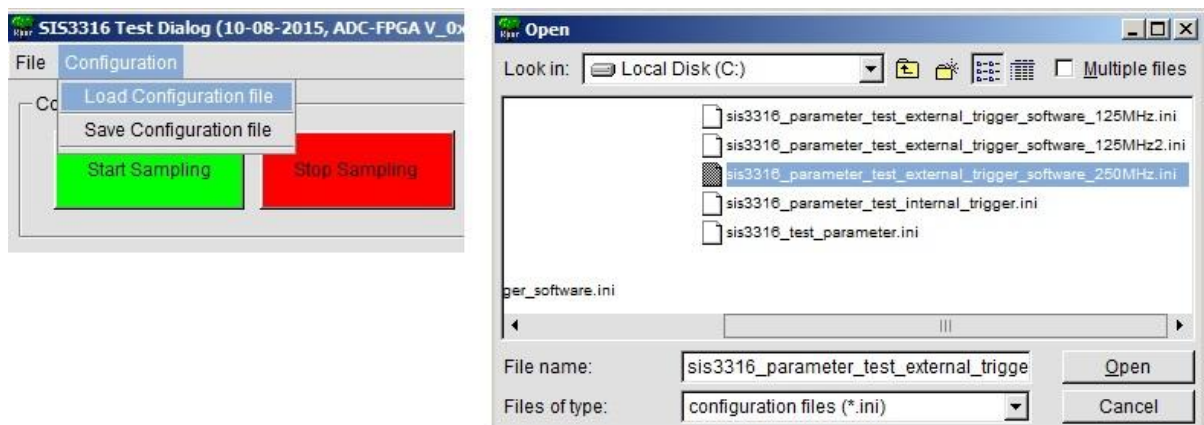 SIS3316 Test Dialog (10-08-2015, ADC-FPGA V_0x
File Configuration
Load Configuration file
Save Configuration file
Start Sampling
Stop Sampling
Open
Look in: Local Disk (C:) Multiple files
sis3316_parameter_test_external_trigger_software_125MHz.ini
sis3316_parameter_test_external_trigger_software_125MHz2.ini
sis3316_parameter_test_external_trigger_software_250MHz.ini
sis3316_parameter_test_internal_trigger.ini
sis3316_test_parameter.ini
ger_software.ini
File name: sis3316_parameter_test_external_trigge Open
Files of type: configuration files (*.ini) Cancel